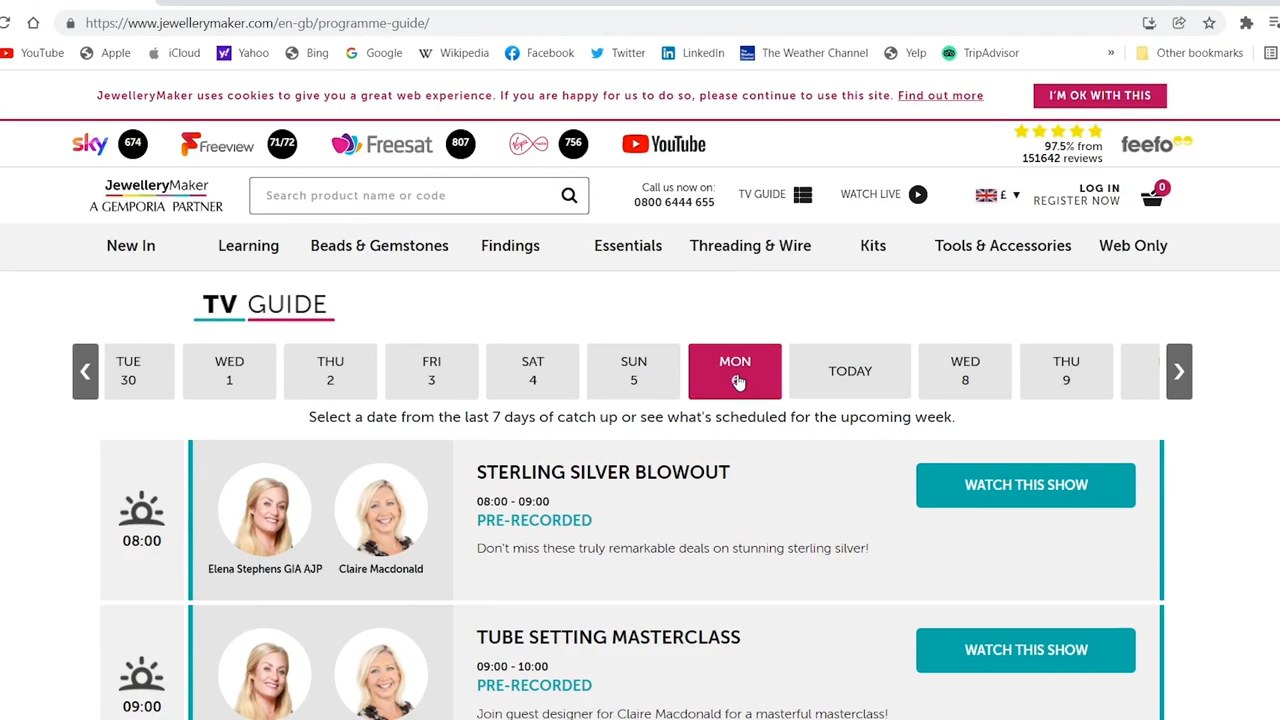 https://www.jewellerymaker.com/en-gb/programme-guide/
YouTube Apple iCloud Yahoo Bing Google Wikipedia Facebook Twitter LinkedIn The Weather Channel Yelp TripAdvisor » Other bookmarks
JewelleryMaker uses cookies to give you a great web experience. If you are happy for us to do so, please continue to use this site. Find out more I'M OK WITH THIS
sky 674 Freeview 71/72 Freesat 807 756 YouTube 97.5% from 151642 reviews feefo
JewelleryMaker
A GEMPORIA PARTNER
Search product name or code
Call us now on:
0800 6444 655
TV GUIDE
WATCH LIVE
£ ▼
LOG IN
REGISTER NOW
0
New In Learning Beads & Gemstones Findings Essentials Threading & Wire Kits Tools & Accessories Web Only
TV GUIDE
❮ TUE 30 WED 1 THU 2 FRI 3 SAT 4 SUN 5 MON TODAY WED 8 THU 9 ❯
Select a date from the last 7 days of catch up or see what's scheduled for the upcoming week.
08:00
Elena Stephens GIA AJP Claire Macdonald
STERLING SILVER BLOWOUT
08:00 - 09:00
PRE-RECORDED
Don't miss these truly remarkable deals on stunning sterling silver!
WATCH THIS SHOW
09:00
TUBE SETTING MASTERCLASS
09:00 - 10:00
PRE-RECORDED
Join guest designer for Claire Macdonald for a masterful masterclass!
WATCH THIS SHOW